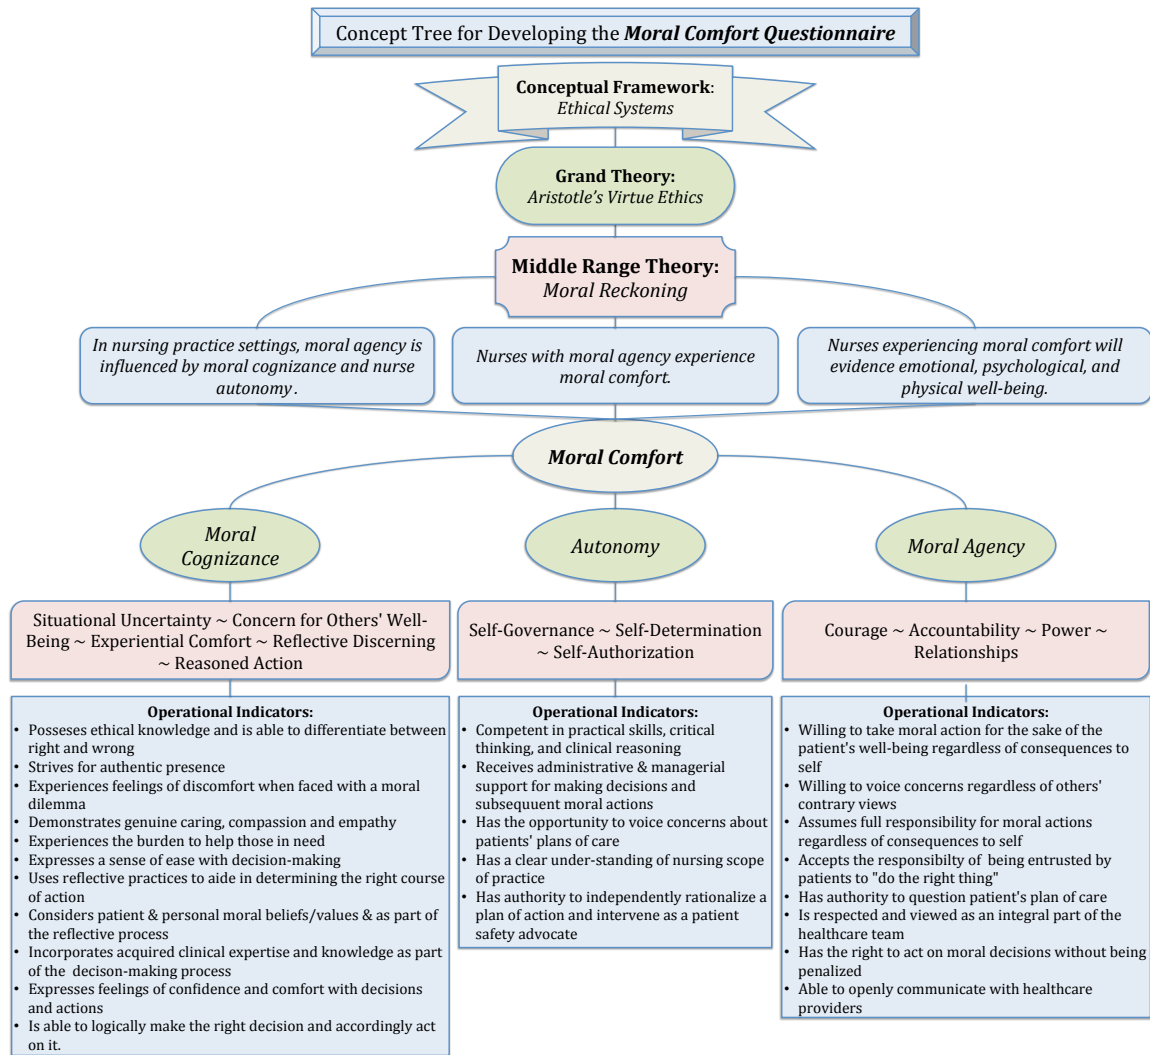 Concept Tree for Developing the Moral Comfort Questionnaire
Conceptual Framework:
Ethical Systems
Grand Theory:
Aristotle's Virtue Ethics
Middle Range Theory:
Moral Reckoning
In nursing practice settings, moral agency is
influenced by moral cognizance and nurse
autonomy .
Nurses with moral agency experience
moral comfort.
Nurses experiencing moral comfort will
evidence emotional, psychological, and
physical well-being.
Moral Comfort
Moral
Cognizance
Autonomy
Moral Agency
Situational Uncertainty ~ Concern for Others' Well-
Being ~ Experiential Comfort ~ Reflective Discerning
~ Reasoned Action
Self-Governance ~ Self-Determination
~ Self-Authorization
Courage ~ Accountability ~ Power ~
Relationships
Operational Indicators:
• Posseses ethical knowledge and is able to differentiate between
right and wrong
• Strives for authentic presence
• Experiences feelings of discomfort when faced with a moral
dilemma
• Demonstrates genuine caring, compassion and empathy
• Experiences the burden to help those in need
• Expresses a sense of ease with decision-making
• Uses reflective practices to aide in determining the right course
of action
• Considers patient & personal moral beliefs/values & as part of
the reflective process
• Incorporates acquired clinical expertise and knowledge as part
of the decison-making process
• Expresses feelings of confidence and comfort with decisions
and actions
• Is able to logically make the right decision and accordingly act
on it.
Operational Indicators:
• Competent in practical skills, critical
thinking, and clinical reasoning
• Receives administrative & managerial
support for making decisions and
subsequent moral actions
• Has the opportunity to voice concerns about
patients' plans of care
• Has a clear under-standing of nursing scope
of practice
• Has authority to independently rationalize a
plan of action and intervene as a patient
safety advocate
Operational Indicators:
• Willing to take moral action for the sake of the
patient's well-being regardless of consequences to
self
• Willing to voice concerns regardless of others'
contrary views
• Assumes full responsibility for moral actions
regardless of consequences to self
• Accepts the responsibilty of being entrusted by
patients to "do the right thing"
• Has authority to question patient's plan of care
• Is respected and viewed as an integral part of the
healthcare team
• Has the right to act on moral decisions without being
penalized
• Able to openly communicate with healthcare
providers